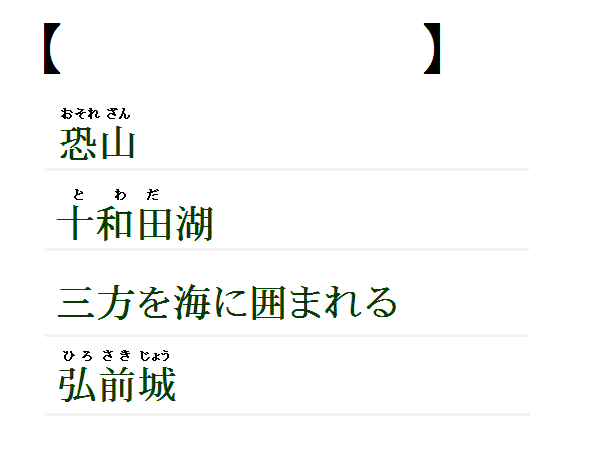 【 】
おそれ ざん
恐山
と わ だ
十和田湖
三方を海に囲まれる
ひろ さき じょう
弘前城